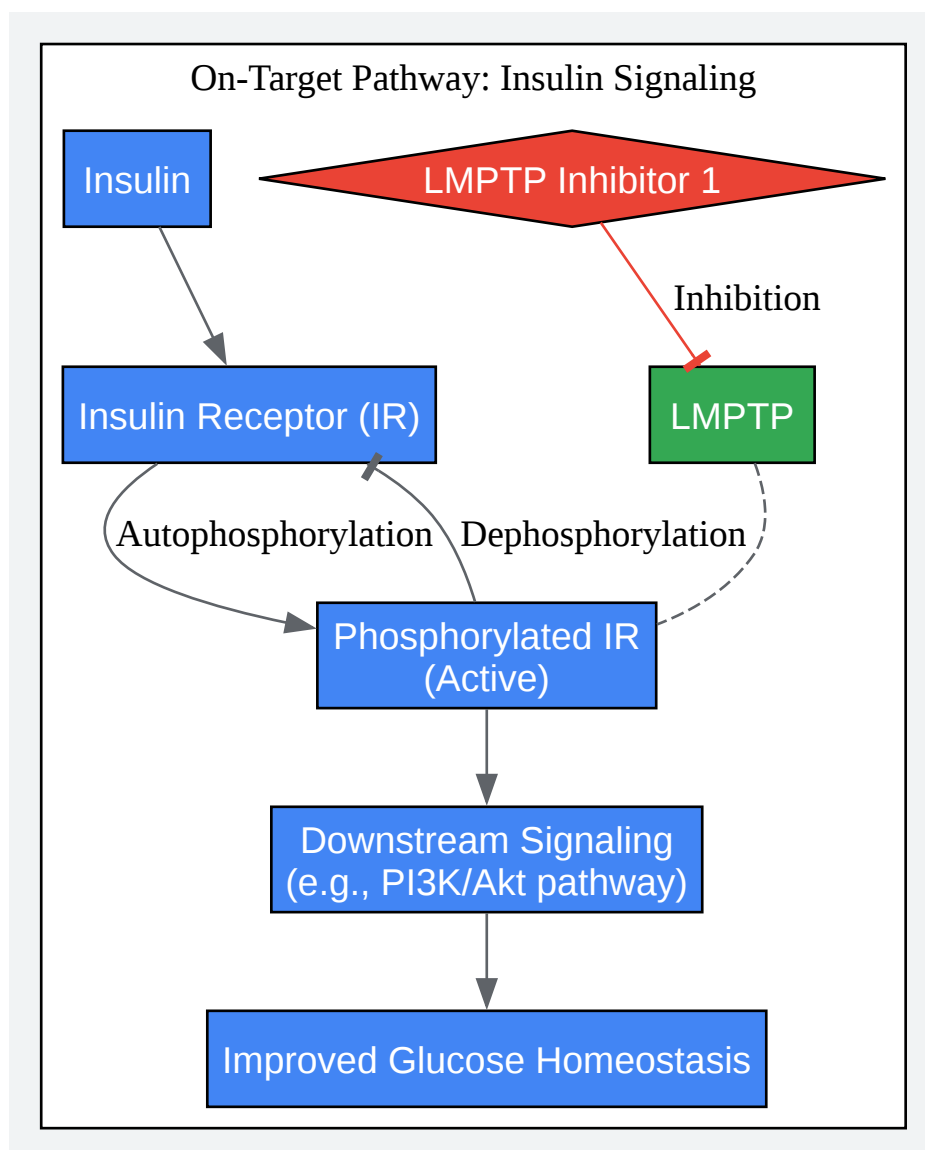 On-Target Pathway: Insulin Signaling
Insulin
LMPTP Inhibitor 1
Inhibition
Insulin Receptor (IR)
LMPTP
Autophosphorylation
Dephosphorylation
Phosphorylated IR
(Active)
Downstream Signaling
(e.g., PI3K/Akt pathway)
Improved Glucose Homeostasis